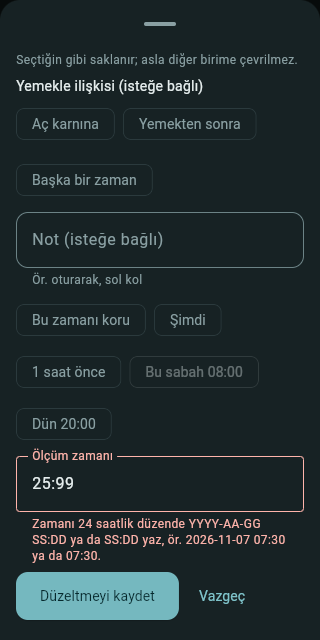 Seçtiğin gibi saklanır; asla diğer birime çevrilmez.
Yemekle ilişkisi (isteğe bağlı)
Aç karnına
Yemekten sonra
Başka bir zaman
Not (isteğe bağlı)
Ör. oturarak, sol kol
Bu zamanı koru
Şimdi
1 saat önce
Bu sabah 08:00
Dün 20:00
Ölçüm zamanı
25:99
Zamanı 24 saatlik düzende YYYY-AA-GG
SS:DD ya da SS:DD yaz, ör. 2026-11-07 07:30
ya da 07:30.
Düzeltmeyi kaydet
Vazgeç